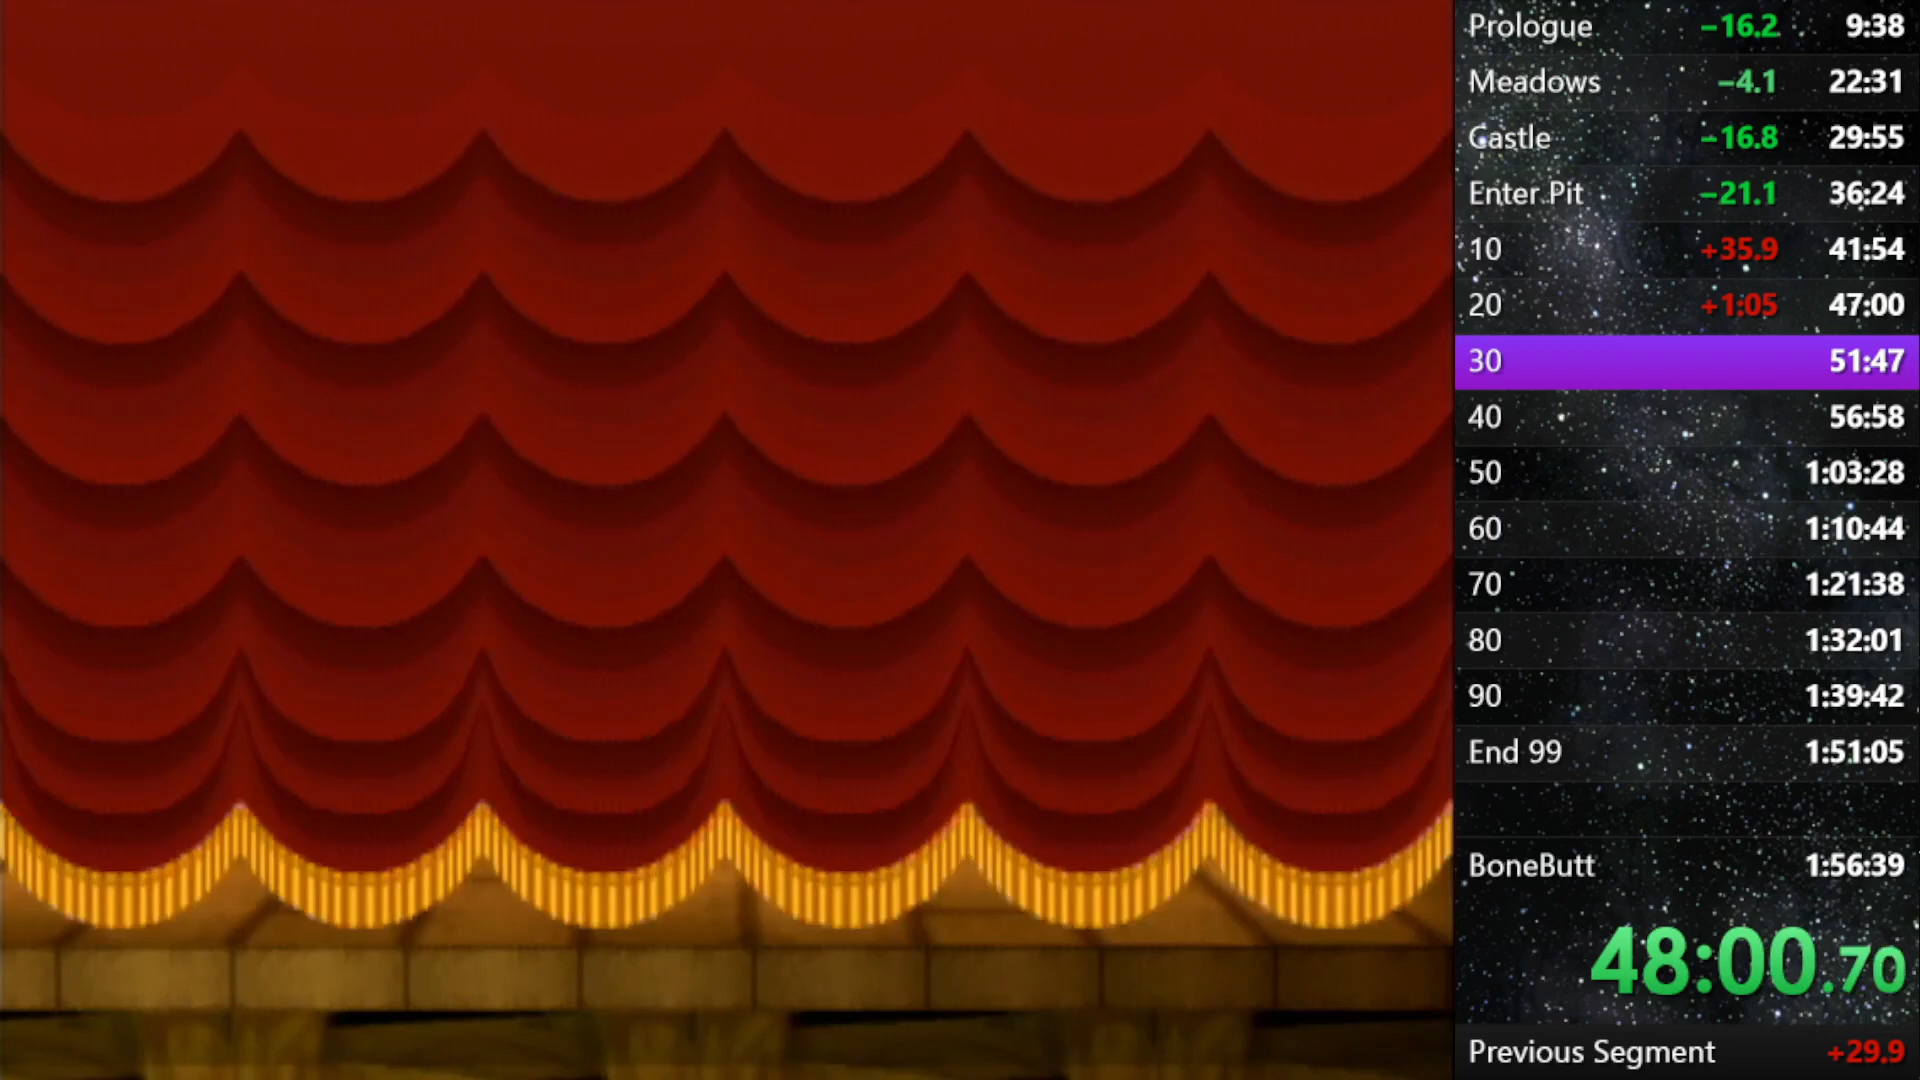 Prologue −16.2 9:38
Meadows −4.1 22:31
Castle −16.8 29:55
Enter Pit −21.1 36:24
10 +35.9 41:54
20 +1:05 47:00
30 51:47
40 56:58
50 1:03:28
60 1:10:44
70 1:21:38
80 1:32:01
90 1:39:42
End 99 1:51:05
BoneButt 1:56:39
48:00.70
Previous Segment +29.9